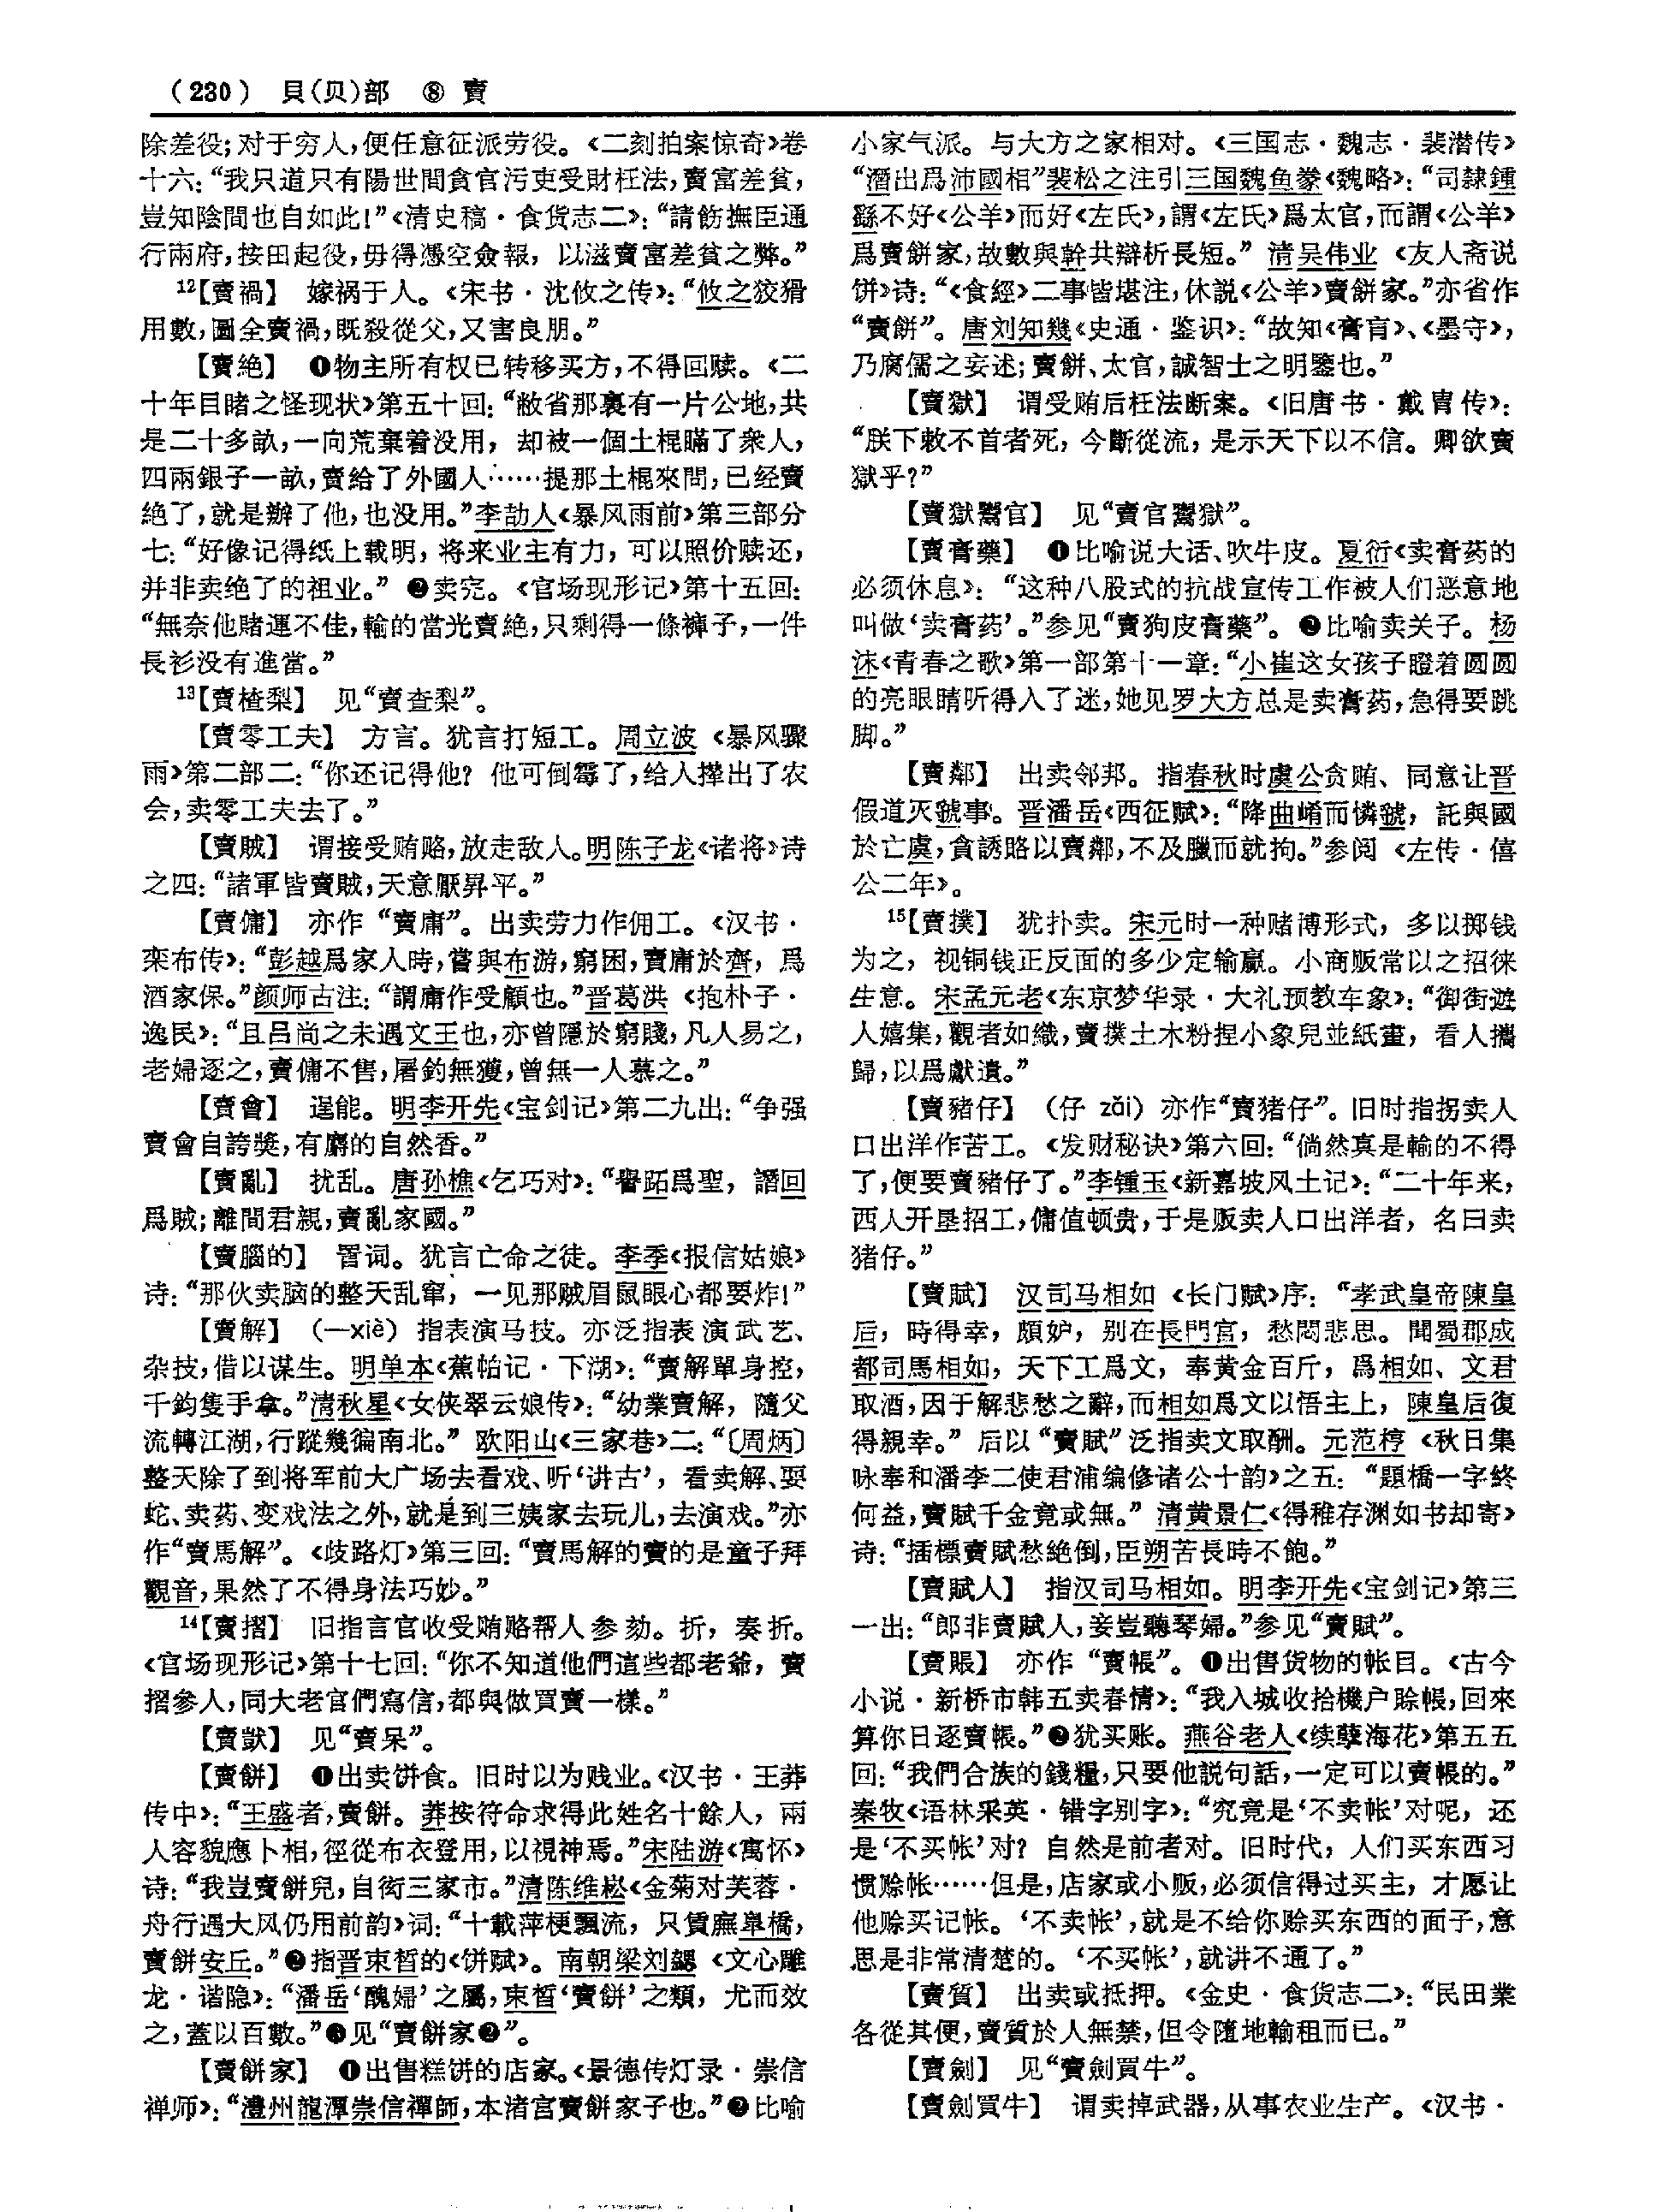 (230) 貝(贝)部 ⑧ 賣
除差役;对于穷人,便任意征派劳役。《二刻拍案惊奇》卷
十六:“我只道只有陽世間貪官污吏受財枉法,賣富差貧,
豈知陰間也自如此!”《清史稿·食货志二》:“請飭撫臣通
行兩府,按田起役,毋得憑空僉報,以滋賣富差貧之弊。”
12【賣禍】 嫁祸于人。《宋书·沈攸之传》:“攸之狡猾
用數,圖全賣禍,既殺從父,又害良朋。”
【賣絶】 ❶物主所有权已转移买方,不得回赎。《二
十年目睹之怪现状》第五十回:“敝省那裏有一片公地,共
是二十多畝,一向荒棄着没用,却被一個土棍瞞了衆人,
四兩銀子一畝,賣給了外國人……提那土棍來問,已经賣
絶了,就是辦了他,也没用。”李劼人《暴风雨前》第三部分
七:“好像记得纸上载明,将来业主有力,可以照价赎还,
并非卖绝了的祖业。” ❷卖完。《官场现形记》第十五回:
“無奈他賭運不佳,輸的當光賣絶,只剩得一條褲子,一件
長衫没有進當。”
13【賣楂梨】 见“賣查梨”。
【賣零工夫】 方言。犹言打短工。周立波《暴风骤
雨》第二部二:“你还记得他?他可倒霉了,给人撵出了农
会,卖零工夫去了。”
【賣賊】 谓接受贿赂,放走敌人。明陈子龙《诸将》诗
之四:“諸軍皆賣賊,天意厭昇平。”
【賣傭】 亦作“賣庸”。出卖劳力作佣工。《汉书·
栾布传》:“彭越爲家人時,嘗與布游,窮困,賣庸於齊,爲
酒家保。”颜师古注:“謂庸作受顧也。”晋葛洪《抱朴子·
逸民》:“且吕尚之未遇文王也,亦曾隱於窮賤,凡人易之,
老婦逐之,賣傭不售,屠釣無獲,曾無一人慕之。”
【賣會】 逞能。明李开先《宝剑记》第二九出:“争强
賣會自誇獎,有麝的自然香。”
【賣亂】 扰乱。唐孙樵《乞巧对》:“譽跖爲聖,譖回
爲賊;離間君親,賣亂家國。”
【賣腦的】 詈词。犹言亡命之徒。李季《报信姑娘》
诗:“那伙卖脑的整天乱窜,一见那贼眉鼠眼心都要炸!”
【賣解】 (—xiè) 指表演马技。亦泛指表演武艺、
杂技,借以谋生。明单本《蕉帕记·下湖》:“賣解單身控,
千鈞隻手拿。”清秋星《女侠翠云娘传》:“幼業賣解,隨父
流轉江湖,行蹤幾徧南北。”欧阳山《三家巷》二:“〔周炳〕
整天除了到将军前大广场去看戏、听‘讲古’,看卖解、耍
蛇、卖药、变戏法之外,就是到三姨家去玩儿,去演戏。”亦
作“賣馬解”。《歧路灯》第三回:“賣馬解的賣的是童子拜
觀音,果然了不得身法巧妙。”
14【賣摺】 旧指言官收受贿赂帮人参劾。折,奏折。
《官场现形记》第十七回:“你不知道他們這些都老爺,賣
摺參人,同大老官們寫信,都與做買賣一樣。”
【賣獃】 见“賣呆”。
【賣餅】 ❶出卖饼食。旧时以为贱业。《汉书·王莽
传中》:“王盛者,賣餅。莽按符命求得此姓名十餘人,兩
人容貌應卜相,徑從布衣登用,以視神焉。”宋陆游《寓怀》
诗:“我豈賣餅兒,自衒三家市。”清陈维崧《金菊对芙蓉·
舟行遇大风仍用前韵》词:“十載萍梗飄流,只賃廡臯橋,
賣餅安丘。”❷指晋束晳的《饼赋》。南朝梁刘勰《文心雕
龙·谐隐》:“潘岳‘醜婦’之屬,束晳‘賣餅’之類,尤而效
之,蓋以百數。”❸见“賣餅家❷”。
【賣餅家】 ❶出售糕饼的店家。《景德传灯录·崇信
禅师》:“澧州龍潭崇信禪師,本渚宫賣餅家子也。”❷比喻
小家气派。与大方之家相对。《三国志·魏志·裴潜传》
“潛出爲沛國相”裴松之注引三国魏鱼豢《魏略》:“司隸鍾
繇不好《公羊》而好《左氏》,謂《左氏》爲太官,而謂《公羊》
爲賣餅家,故數與幹共辯析長短。” 清吴伟业《友人斋说
饼》诗:“《食經》二事皆堪注,休説《公羊》賣餅家。”亦省作
“賣餅”。唐刘知幾《史通·鉴识》:“故知《膏肓》、《墨守》,
乃腐儒之妄述;賣餅、太官,誠智士之明鑒也。”
【賣獄】 谓受贿后枉法断案。《旧唐书·戴胄传》:
“朕下敕不首者死,今斷從流,是示天下以不信。卿欲賣
獄乎?”
【賣獄鬻官】 见“賣官鬻獄”。
【賣膏藥】 ❶比喻说大话、吹牛皮。夏衍《卖膏药的
必须休息》:“这种八股式的抗战宣传工作被人们恶意地
叫做‘卖膏药’。”参见“賣狗皮膏藥”。❷比喻卖关子。杨
沫《青春之歌》第一部第十一章:“小崔这女孩子瞪着圆圆
的亮眼睛听得入了迷,她见罗大方总是卖膏药,急得要跳
脚。”
【賣鄰】 出卖邻邦。指春秋时虞公贪贿、同意让晋
假道灭虢事。晋潘岳《西征赋》:“降曲崤而憐虢,託與國
於亡虞,貪誘賂以賣鄰,不及臘而就拘。”参阅《左传·僖
公二年》。
15【賣撲】 犹扑卖。宋元时一种赌博形式,多以掷钱
为之,视铜钱正反面的多少定输赢。小商贩常以之招徕
生意。宋孟元老《东京梦华录·大礼预教车象》:“御街遊
人嬉集,觀者如織,賣撲土木粉捏小象兒並紙畫,看人攜
歸,以爲獻遺。”
【賣豬仔】 (仔 zǎi) 亦作“賣猪仔”。旧时指拐卖人
口出洋作苦工。《发财秘诀》第六回:“倘然真是輸的不得
了,便要賣豬仔了。”李锺玉《新嘉坡风土记》:“二十年来,
西人开垦招工,傭值顿贵,于是贩卖人口出洋者,名曰卖
猪仔。”
【賣賦】 汉司马相如《长门赋》序:“孝武皇帝陳皇
后,時得幸,頗妒,别在長門宫,愁悶悲思。聞蜀郡成
都司馬相如,天下工爲文,奉黄金百斤,爲相如、文君
取酒,因于解悲愁之辭,而相如爲文以悟主上,陳皇后復
得親幸。” 后以“賣賦”泛指卖文取酬。元范梈《秋日集
咏奉和潘李二使君浦编修诸公十韵》之五:“題橋一字終
何益,賣賦千金竟或無。” 清黄景仁《得稚存渊如书却寄》
诗:“插標賣賦愁絶倒,臣朔苦長時不飽。”
【賣賦人】 指汉司马相如。明李开先《宝剑记》第三
一出:“郎非賣賦人,妾豈聽琴婦。”参见“賣賦”。
【賣賬】 亦作“賣帳”。❶出售货物的帐目。《古今
小说·新桥市韩五卖春情》:“我入城收拾機户賒帳,回來
算你日逐賣帳。”❷犹买账。燕谷老人《续孽海花》第五五
回:“我們合族的錢糧,只要他説句話,一定可以賣帳的。”
秦牧《语林采英·错字别字》:“究竟是‘不卖帐’对呢,还
是‘不买帐’对?自然是前者对。旧时代,人们买东西习
惯赊帐……但是,店家或小贩,必须信得过买主,才愿让
他赊买记帐。‘不卖帐’,就是不给你赊买东西的面子,意
思是非常清楚的。‘不买帐’,就讲不通了。”
【賣質】 出卖或抵押。《金史·食货志二》:“民田業
各從其便,賣質於人無禁,但令隨地輸租而已。”
【賣劍】 见“賣劍買牛”。
【賣劍買牛】 谓卖掉武器,从事农业生产。《汉书·